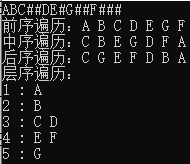 ABC##DE#G##F###
前序遍历：A B C D E G F
中序遍历：C B E G D F A
后序遍历：C G E F D B A
层序遍历：
1 : A
2 : B
3 : C D
4 : E F
5 : G